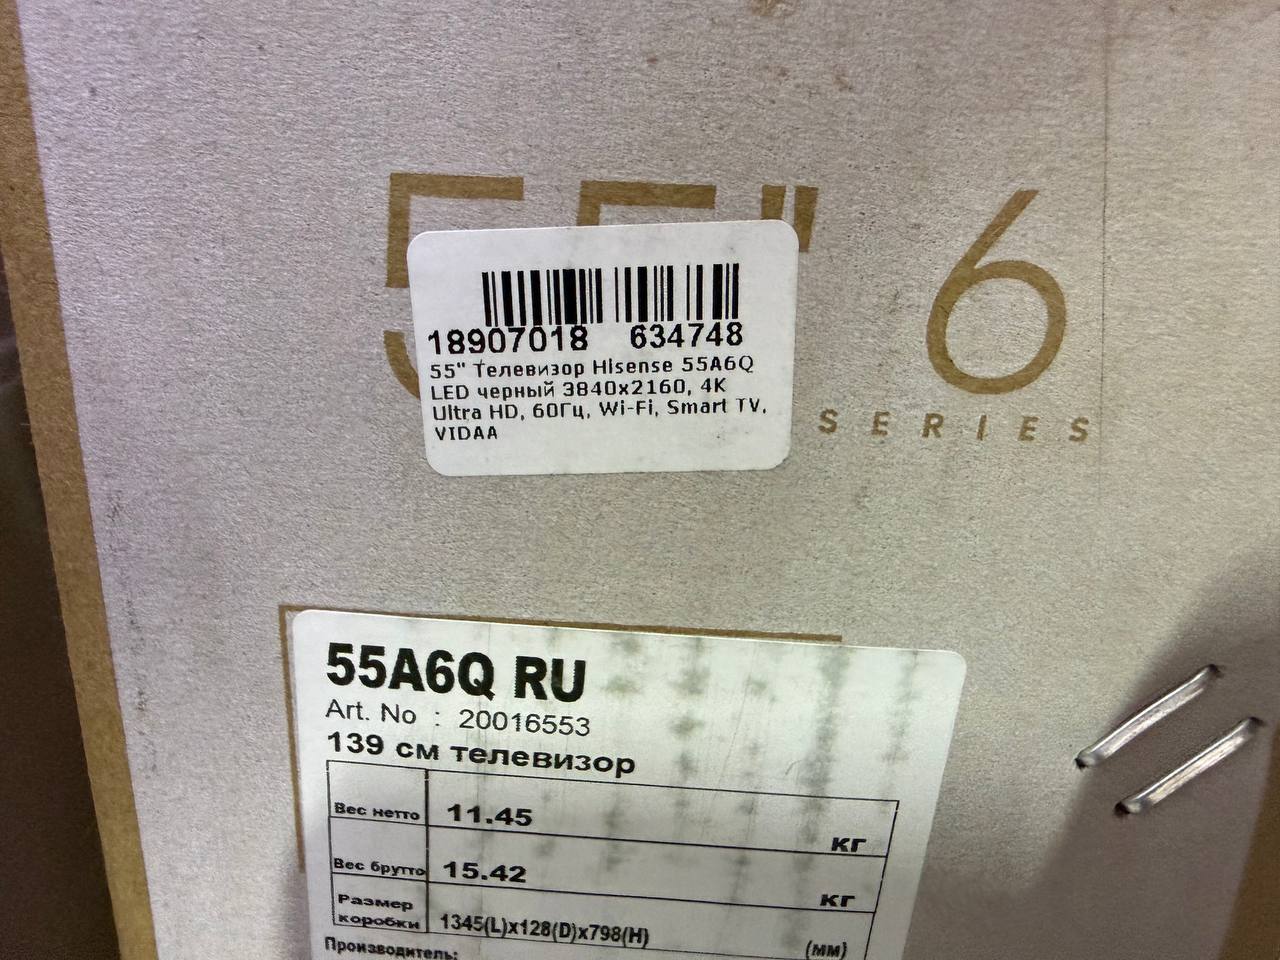 55" 6
SERIES
18907018 634748
55" Телевизор Hisense 55A6Q
LED черный 3840x2160, 4K
Ultra HD, 60Гц, Wi-Fi, Smart TV,
VIDAA
55A6Q RU
Art. No : 20016553
139 см телевизор
Вес нетто 11.45 кг
Вес брутто 15.42 кг
Размер
коробки 1345(L)x128(D)x798(H) (мм)
Производитель: